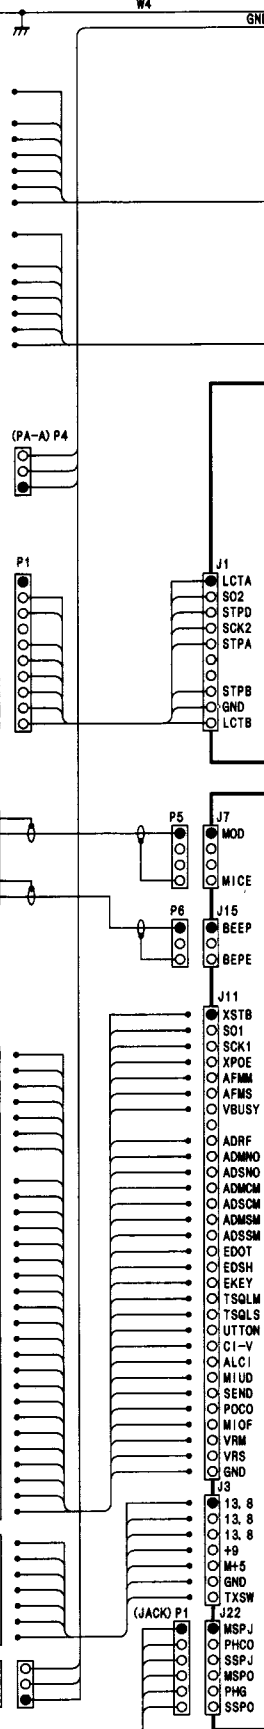 W4
GND
(PA-A) P4
P1
J1
LCTA
SO2
STPD
SCK2
STPA
STPB
GND
LCTB
P5
J7
MOD
MICE
P6
J15
BEEP
BEPE
J11
XSTB
SO1
SCK1
XPOE
AFMM
AFMS
VBUSY
ADRF
ADMNO
ADSNO
ADMCM
ADSCM
ADMSM
ADSSM
EDOT
EDSH
EKEY
TSQLM
TSQLS
UTTON
CI-V
ALCI
MIUD
SEND
POCO
MIOF
VRM
VRS
GND
J3
13.8
13.8
13.8
+9
M+5
GND
TXSW
(JACK) P1
J22
MSPJ
PHCO
SSPJ
MSPO
PHG
SSPO